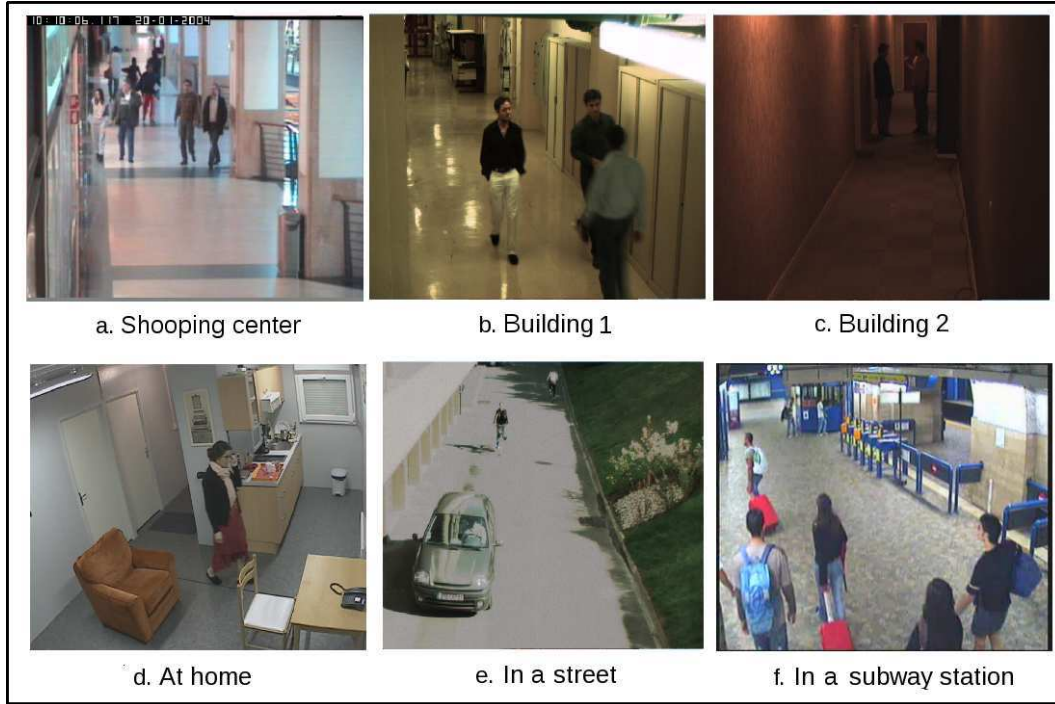 10:10:06.117 20-01-2004
a. Shooping center
b. Building 1
c. Building 2
d. At home
e. In a street
f. In a subway station